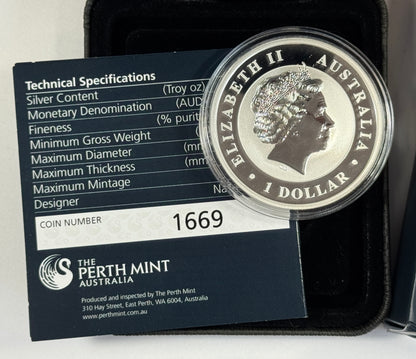 Technical Specifications
Silver Content (Troy oz)
Monetary Denomination (AUD
Fineness (% purit
Minimum Gross Weight
Maximum Diameter (mm
Maximum Thickness (mm
Maximum Mintage
Designer
COIN NUMBER 1669
THE
PERTH MINT
AUSTRALIA
Produced and inspected by The Perth Mint
310 Hay Street, East Perth, WA 6004, Australia
www.perthmint.com.au
ELIZABETH II AUSTRALIA
• 1 DOLLAR •